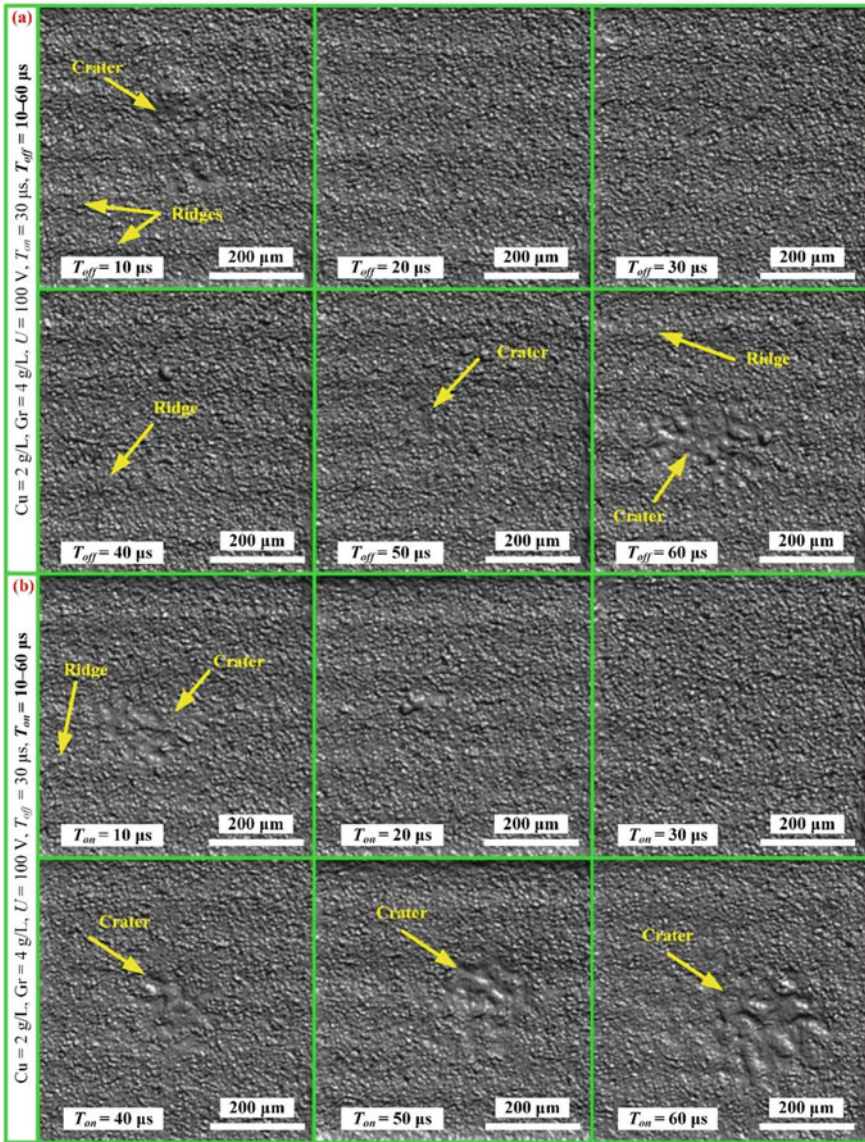 (a)
Cu = 2 g/L, Gr = 4 g/L, U = 100 V, Ton = 30 μs, Toff = 10–60 μs
Crater
Ridges
200 μm
Toff = 10 μs
200 μm
Toff = 20 μs
200 μm
Toff = 30 μs
Ridge
200 μm
Toff = 40 μs
Crater
200 μm
Toff = 50 μs
Ridge
Crater
200 μm
Toff = 60 μs
(b)
Cu = 2 g/L, Gr = 4 g/L, U = 100 V, Toff = 30 μs, Ton = 10–60 μs
Ridge
Crater
200 μm
Ton = 10 μs
200 μm
Ton = 20 μs
200 μm
Ton = 30 μs
Crater
200 μm
Ton = 40 μs
Crater
200 μm
Ton = 50 μs
Crater
200 μm
Ton = 60 μs